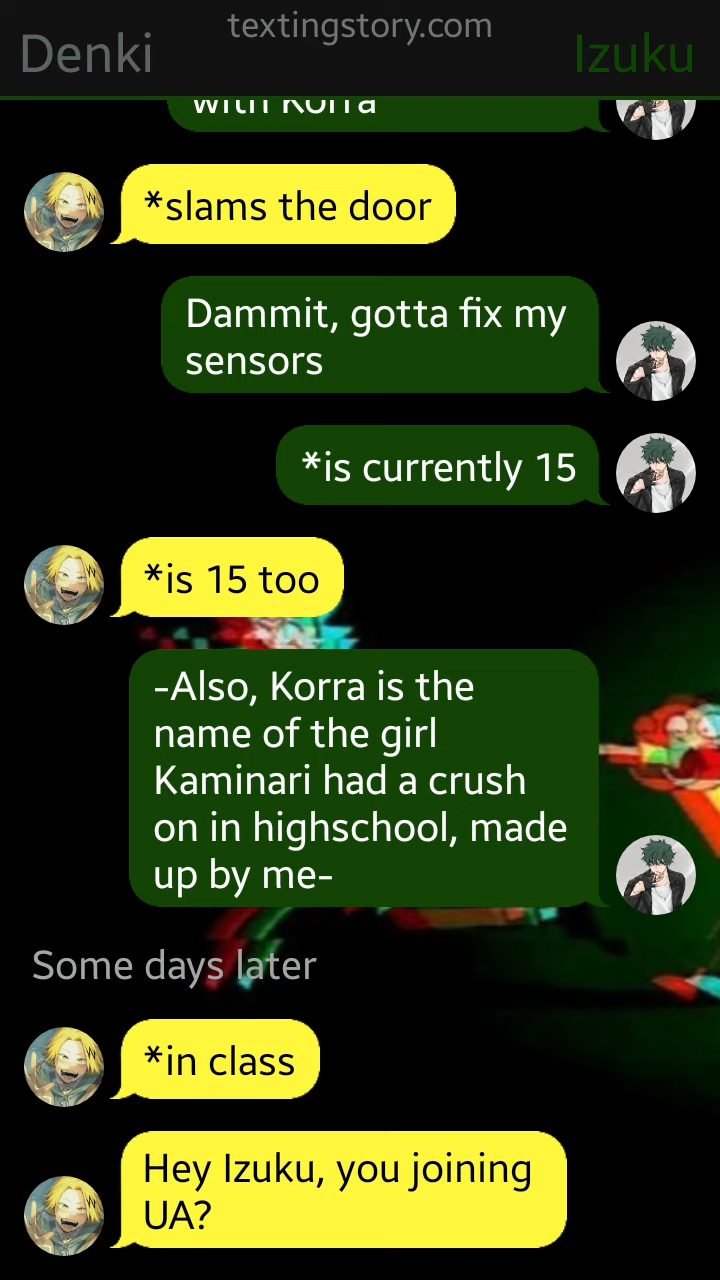 textingstory.com
Denki
Izuku
with Korra
*slams the door
Dammit, gotta fix my
sensors
*is currently 15
*is 15 too
-Also, Korra is the
name of the girl
Kaminari had a crush
on in highschool, made
up by me-
Some days later
*in class
Hey Izuku, you joining
UA?